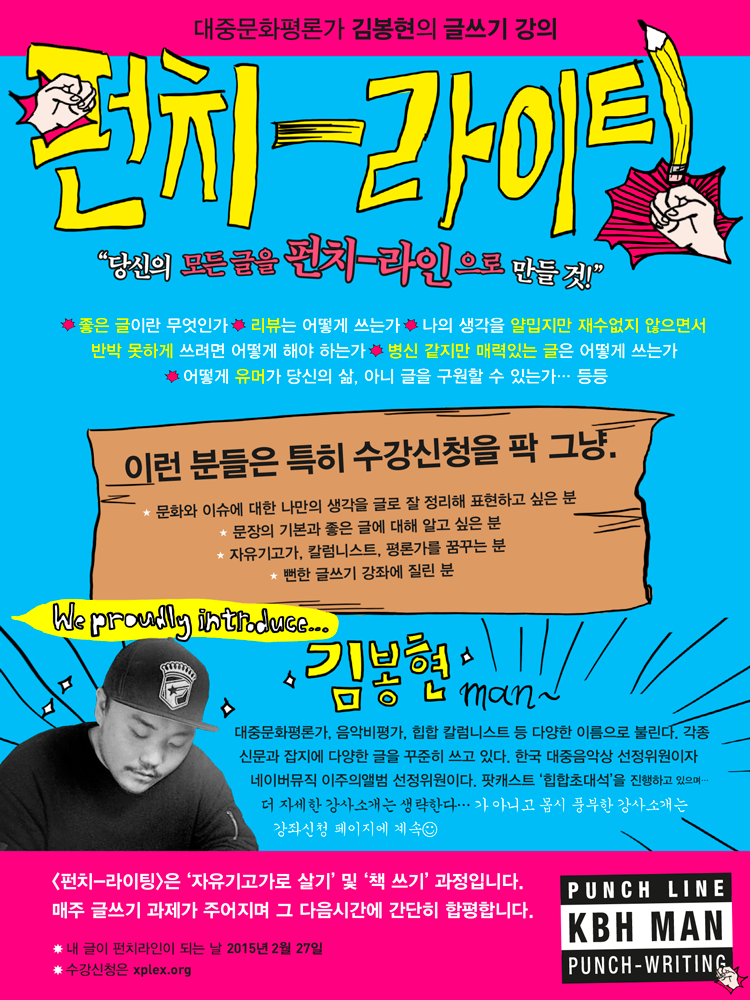 대중문화평론가 김봉현의 글쓰기 강의
펀치-라이팅
“당신의 모든 글을 펀치-라인으로 만들 것!”
좋은 글이란 무엇인가 리뷰는 어떻게 쓰는가 나의 생각을 얄밉지만 재수없지 않으면서
반박 못하게 쓰려면 어떻게 해야 하는가 병신 같지만 매력있는 글은 어떻게 쓰는가
어떻게 유머가 당신의 삶, 아니 글을 구원할 수 있는가… 등등
이런 분들은 특히 수강신청을 팍 그냥.
★ 문화와 이슈에 대한 나만의 생각을 글로 잘 정리해 표현하고 싶은 분
★ 문장의 기본과 좋은 글에 대해 알고 싶은 분
★ 자유기고가, 칼럼니스트, 평론가를 꿈꾸는 분
★ 뻔한 글쓰기 강좌에 질린 분
We proudly introduce...
김봉현 man~
대중문화평론가, 음악비평가, 힙합 칼럼니스트 등 다양한 이름으로 불린다. 각종
신문과 잡지에 다양한 글을 꾸준히 쓰고 있다. 한국 대중음악상 선정위원이자
네이버뮤직 이주의앨범 선정위원이다. 팟캐스트 ‘힙합초대석’을 진행하고 있으며…
더 자세한 강사소개는 생략한다… 가 아니고 몹시 풍부한 강사소개는
강좌신청 페이지에 계속☺
<펀치-라이팅>은 ‘자유기고가로 살기’ 및 ‘책 쓰기’ 과정입니다.
매주 글쓰기 과제가 주어지며 그 다음시간에 간단히 합평합니다.
✸ 내 글이 펀치라인이 되는 날 2015년 2월 27일
✸ 수강신청은 xplex.org
PUNCH LINE
KBH MAN
PUNCH-WRITING